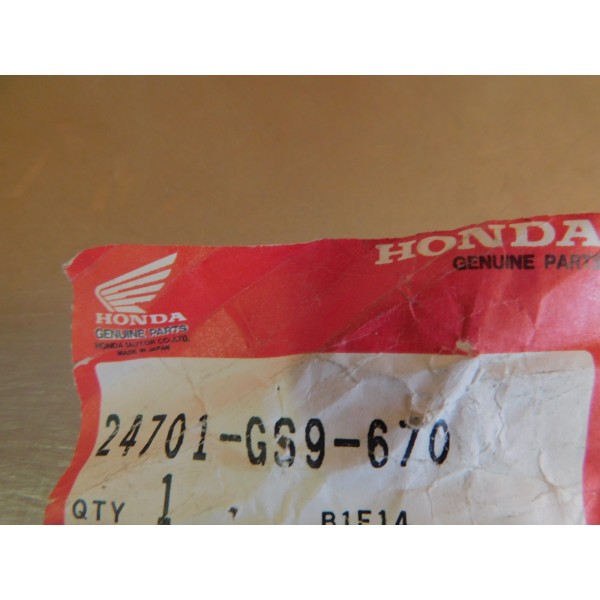 HONDA
GENUINE PARTS
HONDA
GENUINE PARTS
HONDA MOTOR CO.,LTD.
MADE IN JAPAN
24701-GS9-670
QTY 1
B1E14